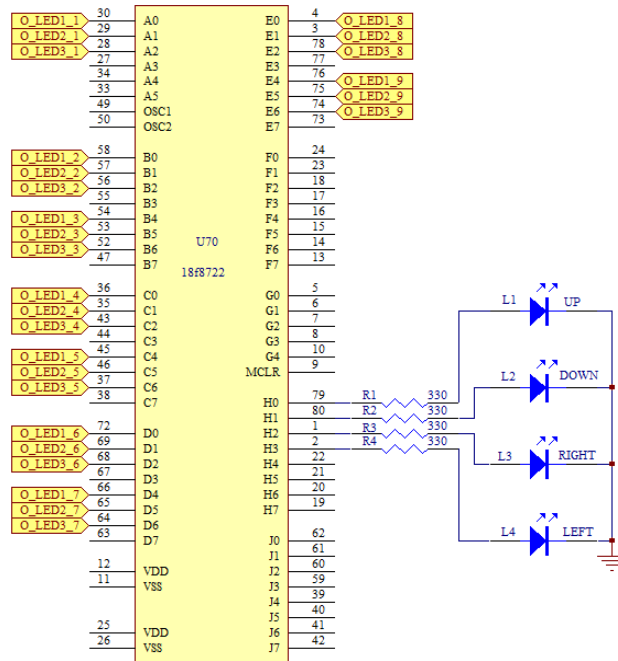 O_LED1_1 30 A0 E0 4 O_LED1_8
O_LED2_1 29 A1 E1 3 O_LED2_8
O_LED3_1 28 A2 E2 78 O_LED3_8
27 A3 E3 77
34 A4 E4 76 O_LED1_9
33 A5 E5 75 O_LED2_9
49 OSC1 E6 74 O_LED3_9
50 OSC2 E7 73
O_LED1_2 58 B0 F0 24
O_LED2_2 57 B1 F1 23
O_LED3_2 56 B2 F2 18
55 B3 F3 17
O_LED1_3 54 B4 F4 16
O_LED2_3 53 B5 F5 15
O_LED3_3 52 B6 F6 14
47 B7 F7 13
U70
18f8722
O_LED1_4 36 C0 G0 5
O_LED2_4 35 C1 G1 6
O_LED3_4 43 C2 G2 7
44 C3 G3 8
O_LED1_5 45 C4 G4 10
O_LED2_5 46 C5 MCLR 9
O_LED3_5 37 C6
38 C7 H0 79 R1 330
H1 80 R2 330
O_LED1_6 72 D0 H2 1 R3 330
O_LED2_6 69 D1 H3 2 R4 330
O_LED3_6 68 D2 H4 22
67 D3 H5 21
O_LED1_7 66 D4 H6 20
O_LED2_7 65 D5 H7 19
O_LED3_7 64 D6
63 D7 J0 62
J1 61
12 VDD J2 60
11 VSS J3 59
J4 39
J5 40
25 VDD J6 41
26 VSS J7 42
L1 UP
L2 DOWN
L3 RIGHT
L4 LEFT